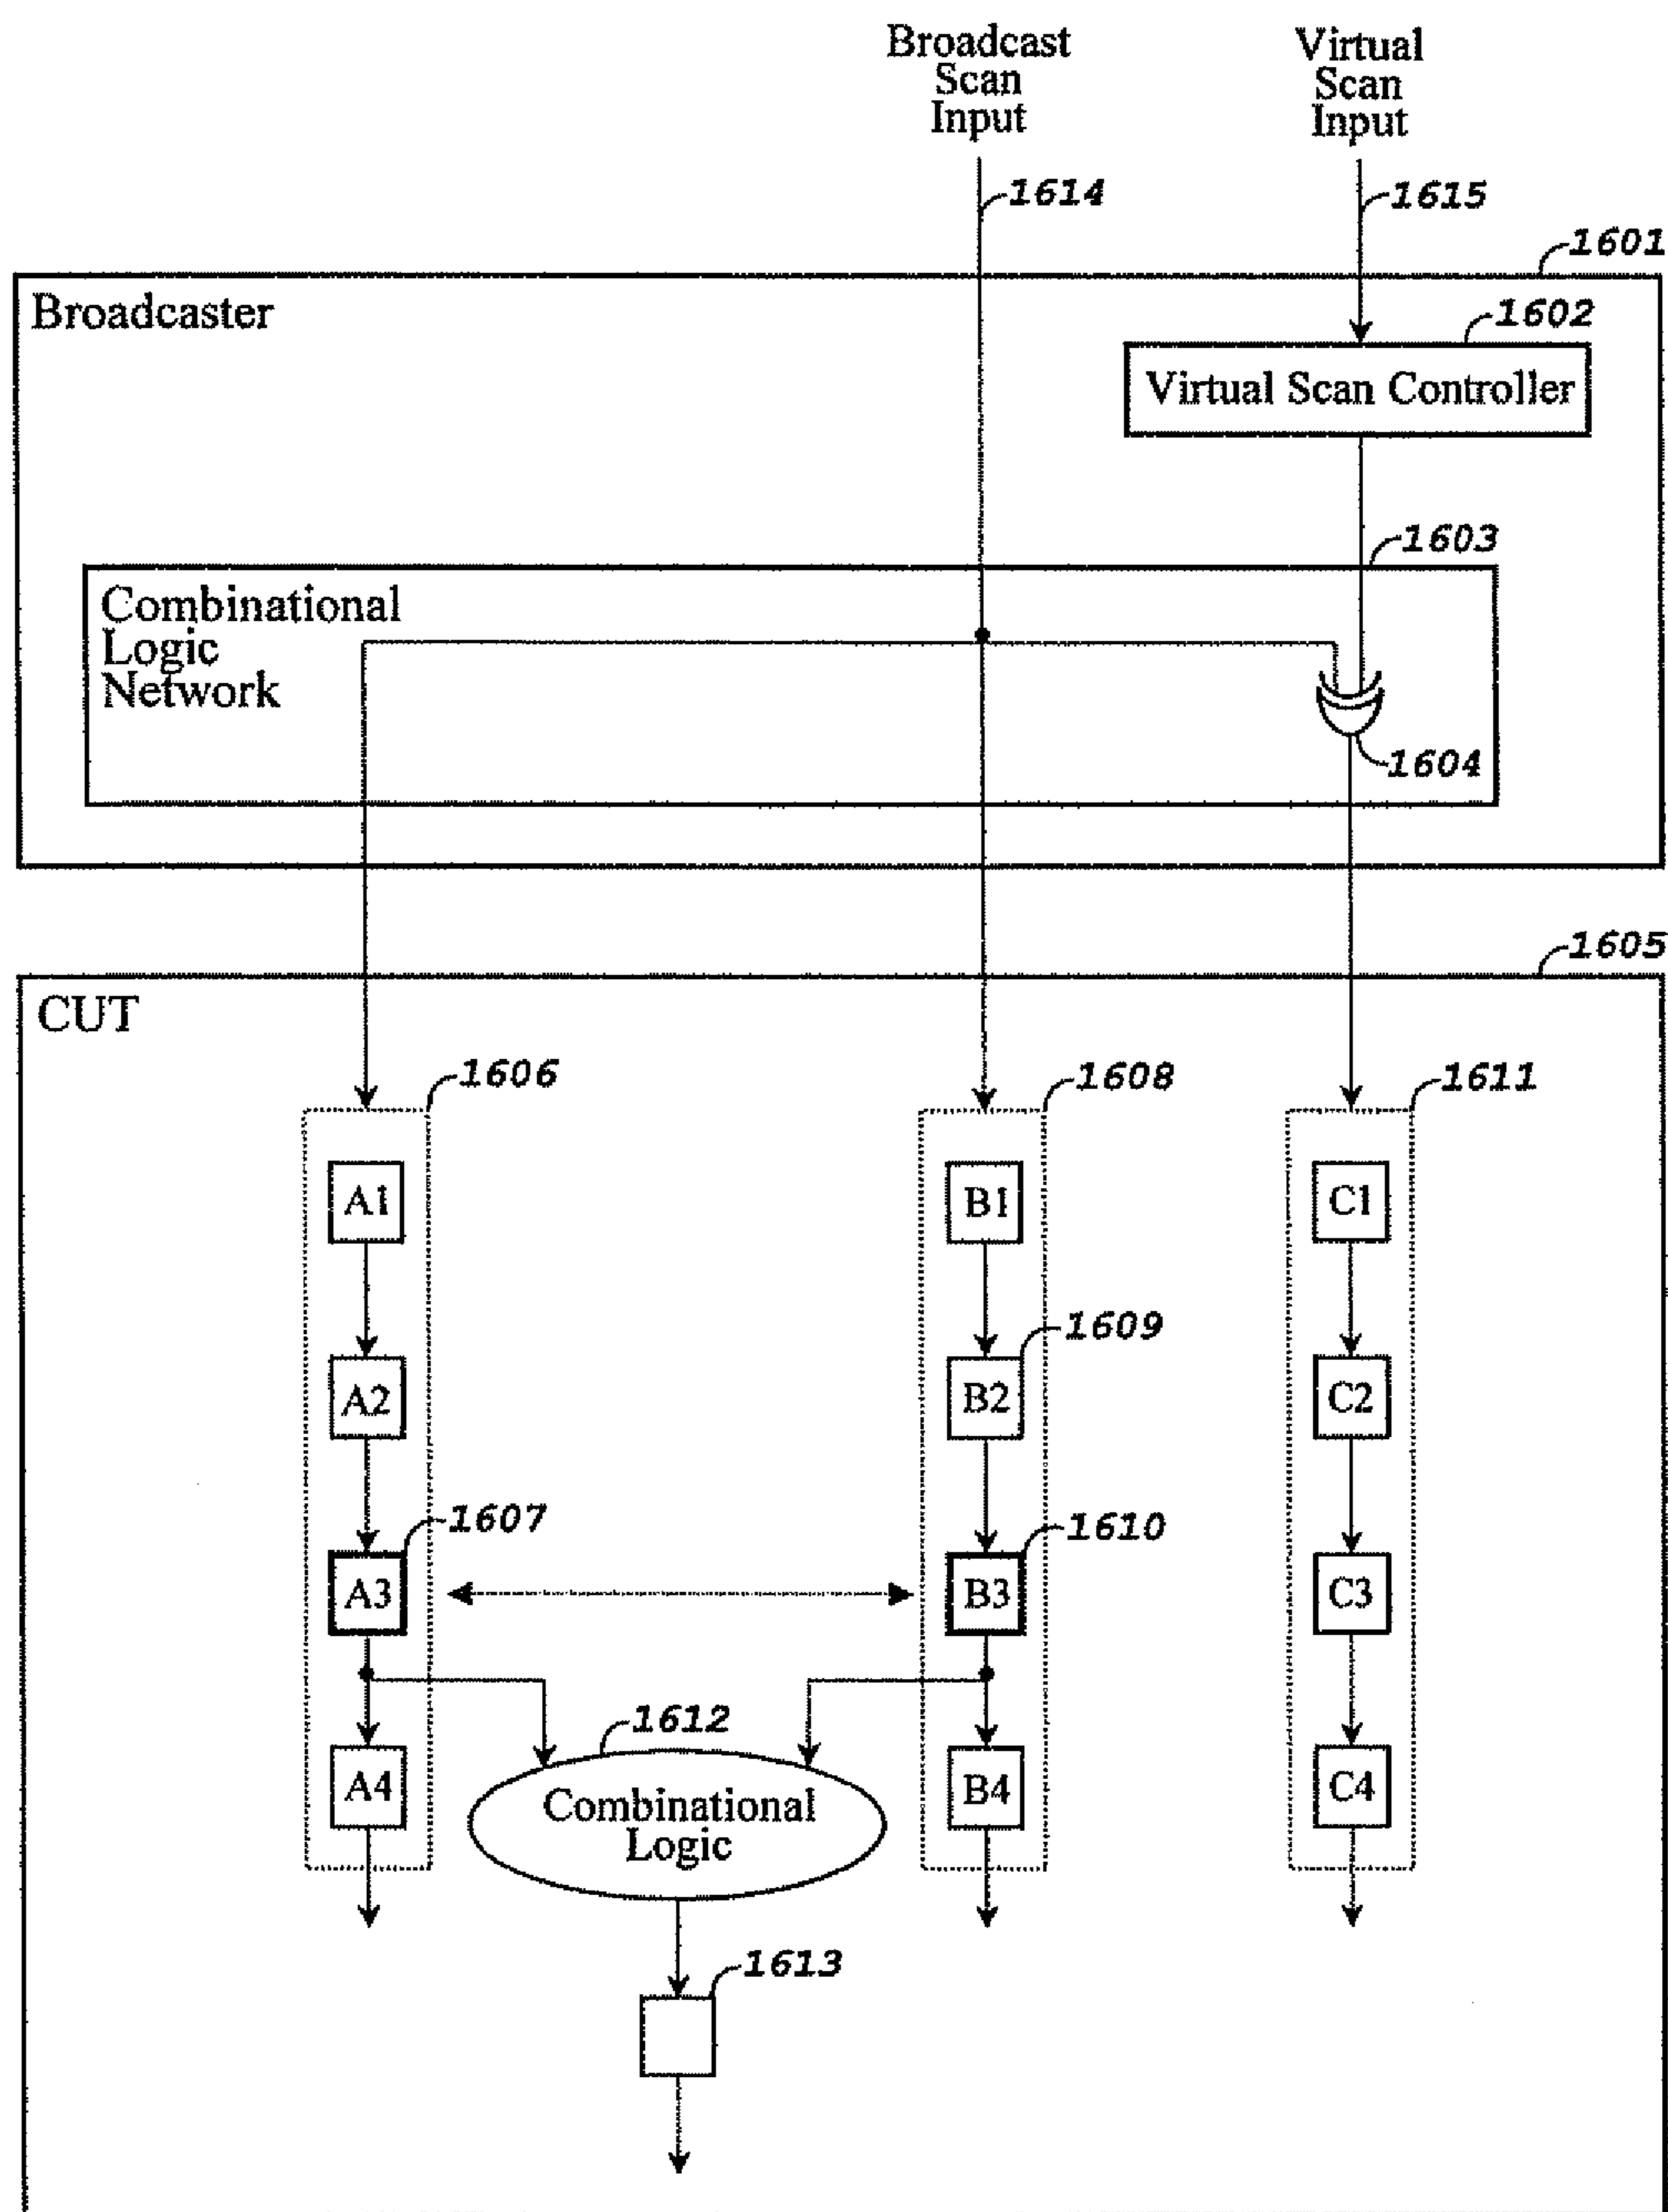 Broadcast
Scan
Input
Virtual
Scan
Input
1614
1615
1601
Broadcaster
1602
Virtual Scan Controller
1603
Combinational
Logic
Network
1604
1605
CUT
1606
1608
1611
A1
B1
C1
1609
A2
B2
C2
1607
1610
A3
B3
C3
1612
A4
Combinational
Logic
B4
C4
1613